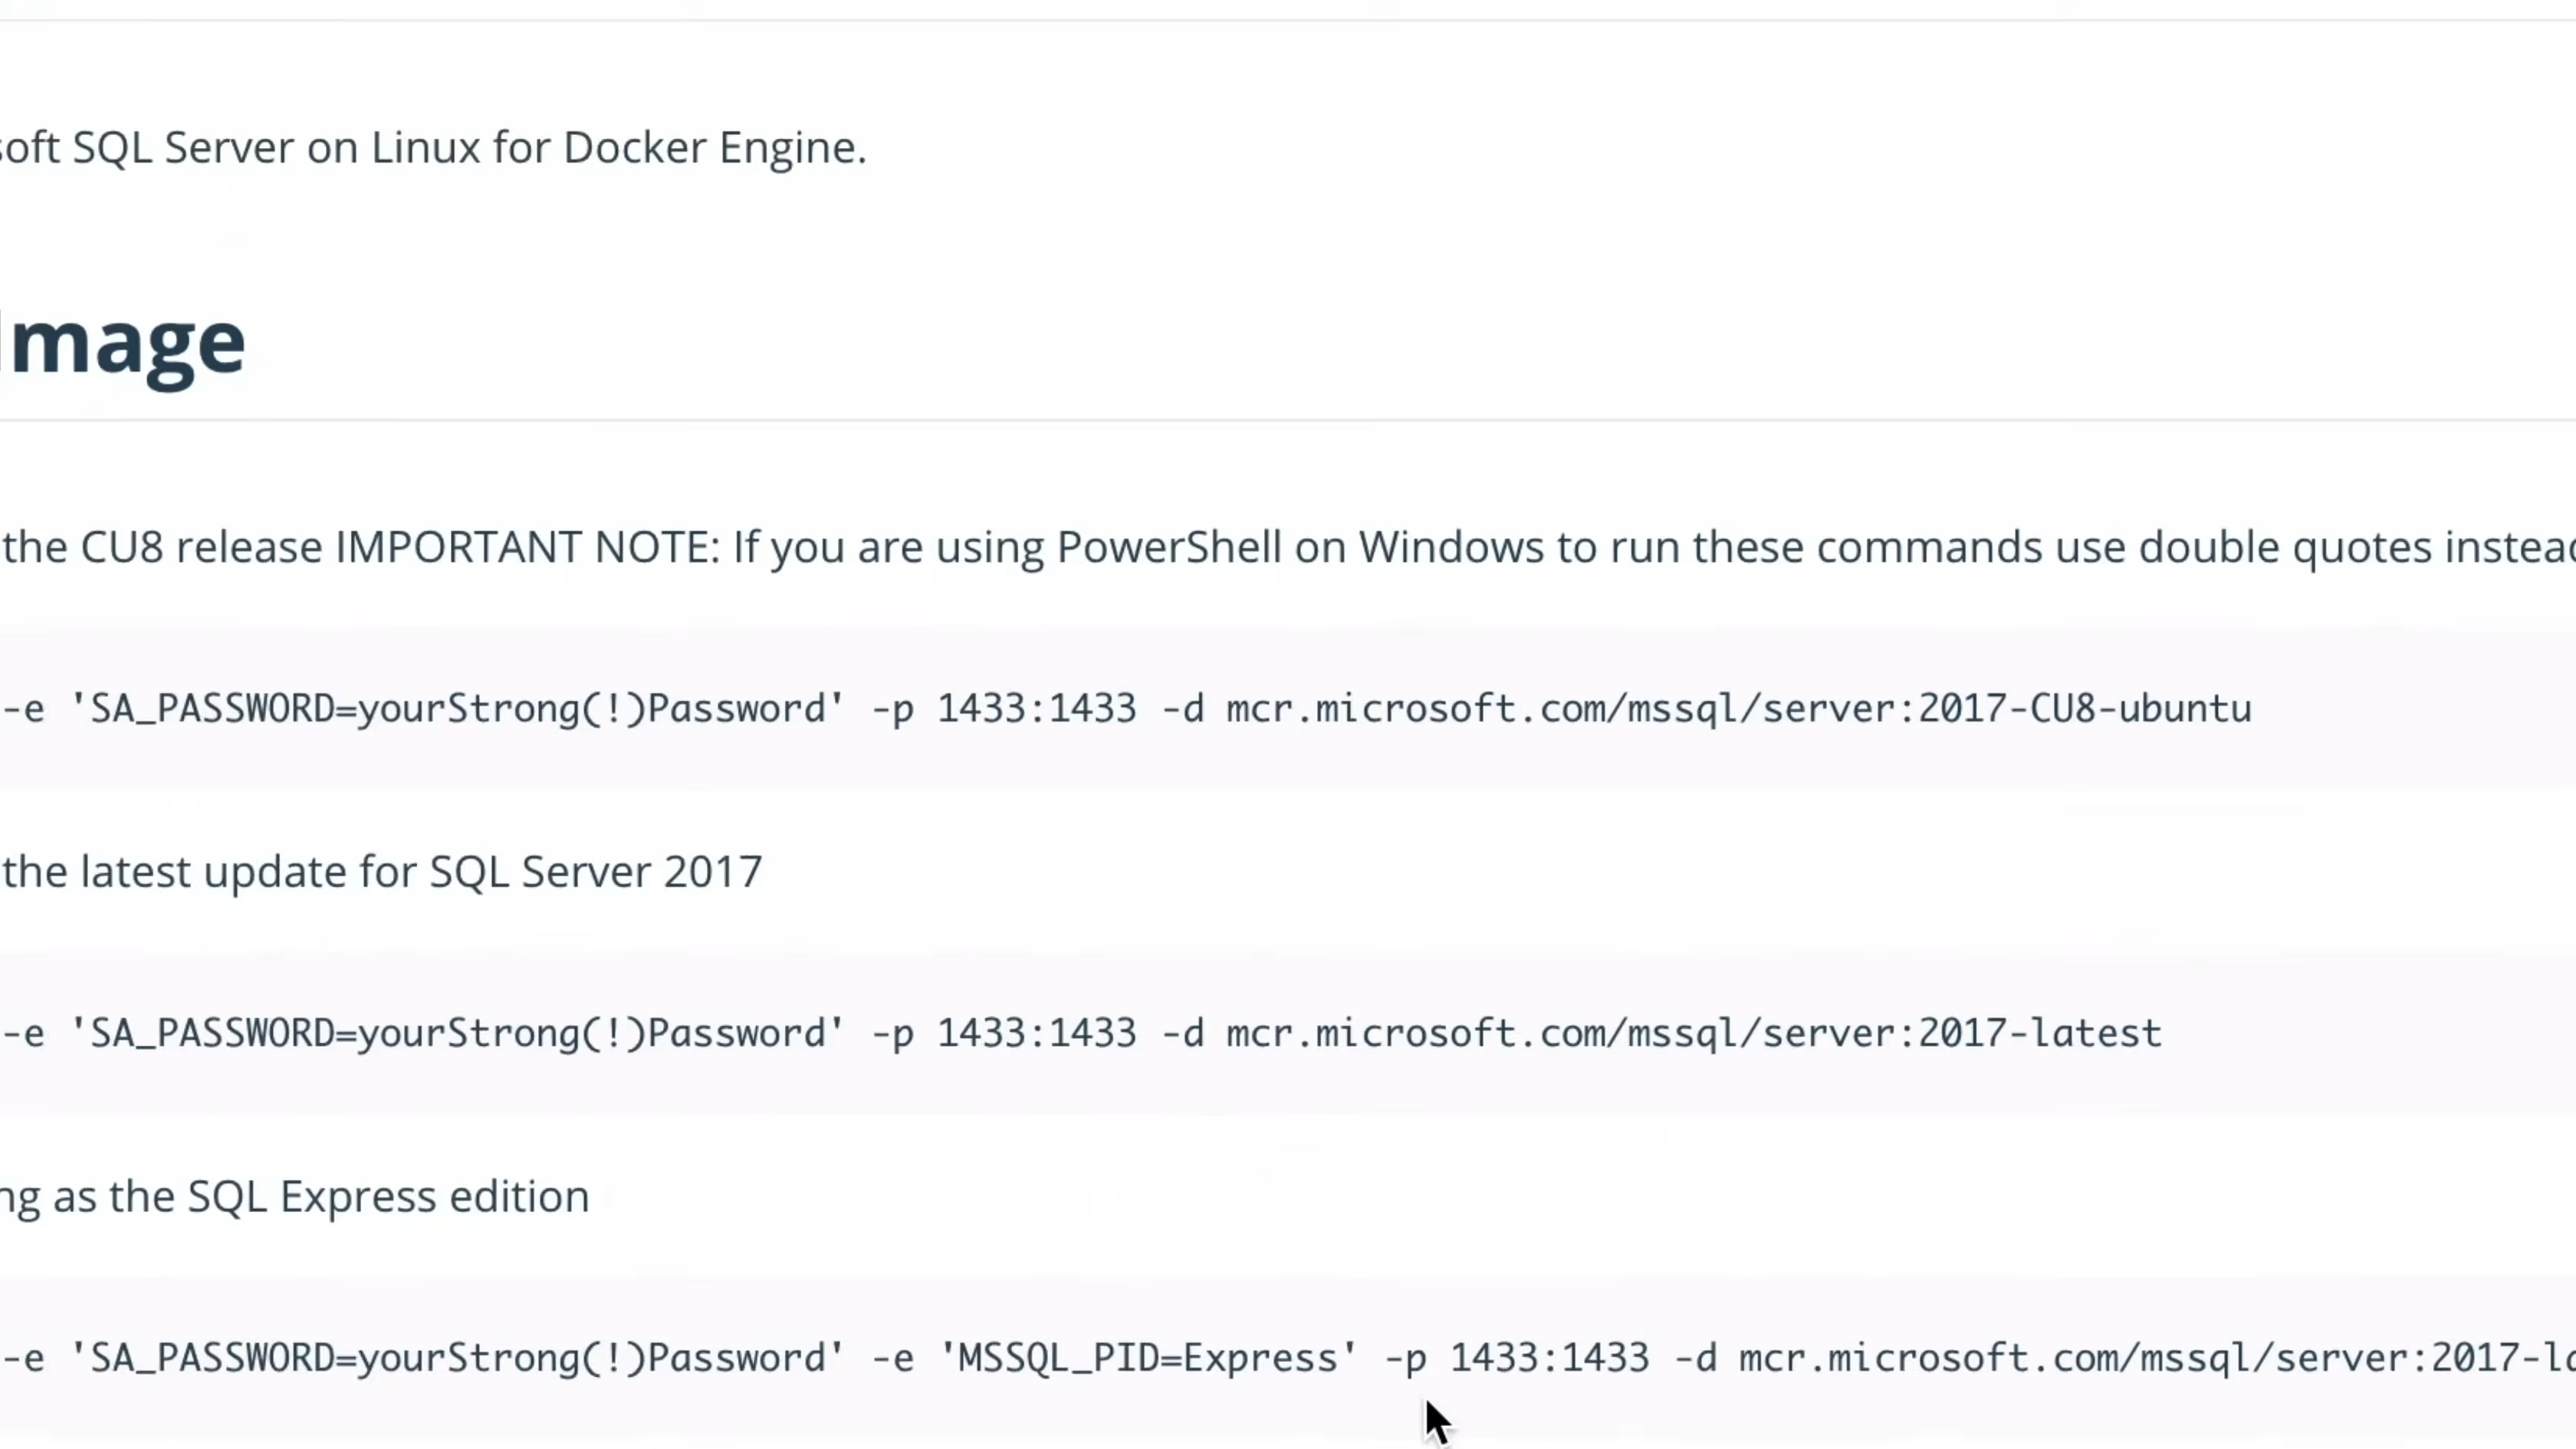 soft SQL Server on Linux for Docker Engine.
Image
the CU8 release IMPORTANT NOTE: If you are using PowerShell on Windows to run these commands use double quotes instead
-e 'SA_PASSWORD=yourStrong(!)Password' -p 1433:1433 -d mcr.microsoft.com/mssql/server:2017-CU8-ubuntu
the latest update for SQL Server 2017
-e 'SA_PASSWORD=yourStrong(!)Password' -p 1433:1433 -d mcr.microsoft.com/mssql/server:2017-latest
ng as the SQL Express edition
-e 'SA_PASSWORD=yourStrong(!)Password' -e 'MSSQL_PID=Express' -p 1433:1433 -d mcr.microsoft.com/mssql/server:2017-la